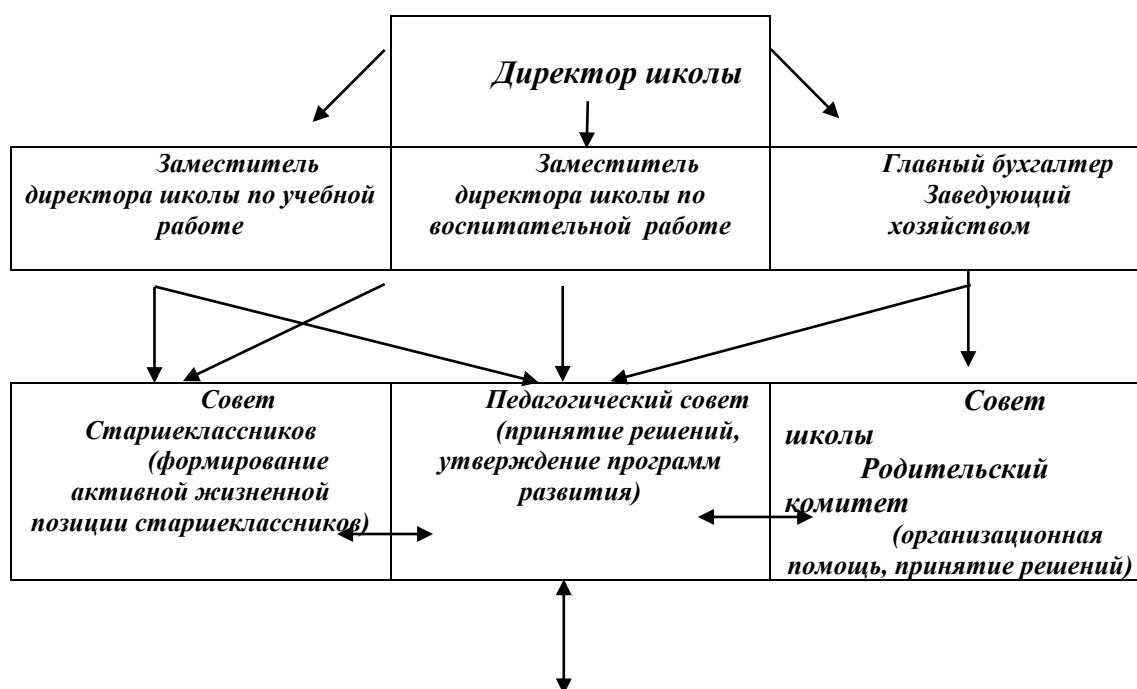 Директор школы
Заместитель
директора школы по учебной
работе
Заместитель
директора школы по
воспитательной работе
Главный бухгалтер
Заведующий
хозяйством
Совет
Старшеклассников
(формирование
активной жизненной
позиции старшеклассников)
Педагогический совет
(принятие решений,
утверждение программ
развития)
Совет
школы
Родительский
комитет
(организационная
помощь, принятие решений)